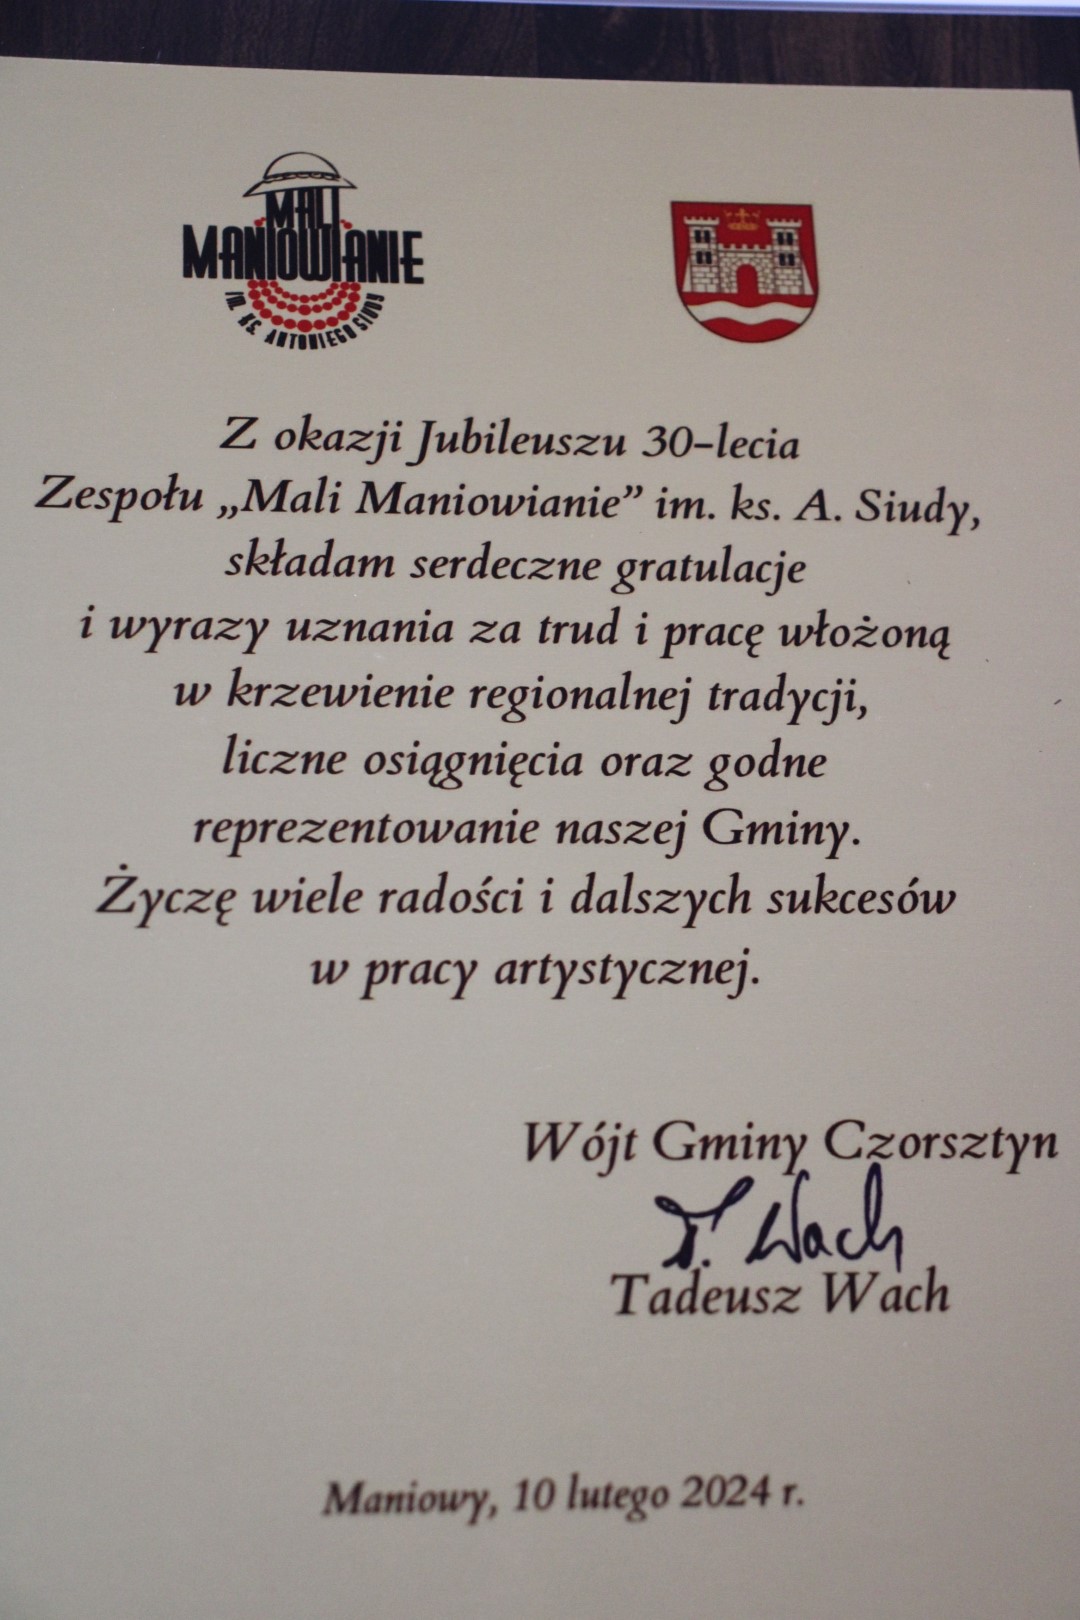 MALI
MANIOWIANIE
IM. KS. ANTONIEGO SIUDY
Z okazji Jubileuszu 30-lecia
Zespołu „Mali Maniowianie” im. ks. A. Siudy,
składam serdeczne gratulacje
i wyrazy uznania za trud i pracę włożoną
w krzewienie regionalnej tradycji,
liczne osiągnięcia oraz godne
reprezentowanie naszej Gminy.
Życzę wiele radości i dalszych sukcesów
w pracy artystycznej.
Wójt Gminy Czorsztyn
T. Wach
Tadeusz Wach
Maniowy, 10 lutego 2024 r.